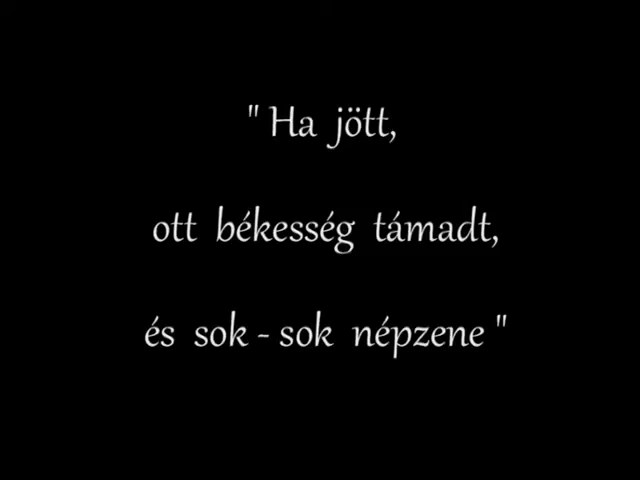 " Ha jött,
ott békesség támadt,
és sok - sok népzene "